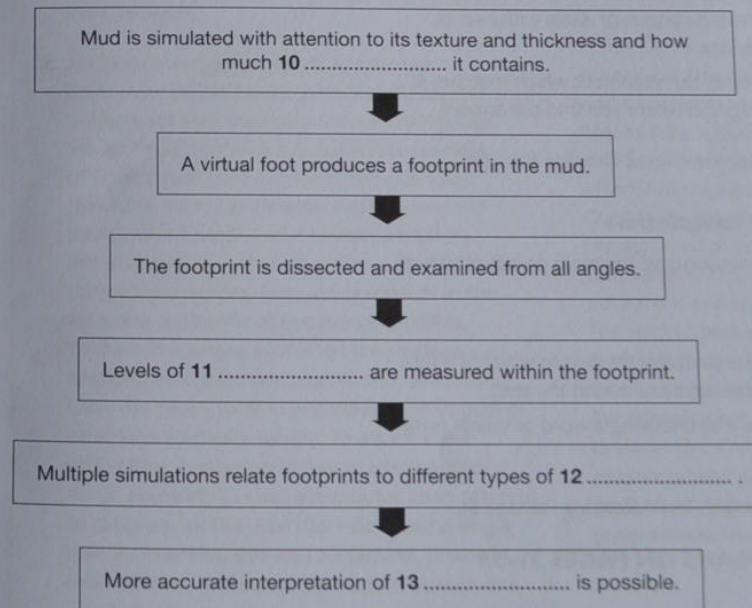 Mud is simulated with attention to its texture and thickness and how
much 10 .......................... it contains.
A virtual foot produces a footprint in the mud.
The footprint is dissected and examined from all angles.
Levels of 11 .......................... are measured within the footprint.
Multiple simulations relate footprints to different types of 12 .......................... .
More accurate interpretation of 13 .......................... is possible.